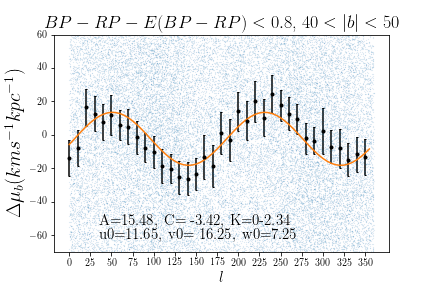 BP − RP − E(BP − RP) < 0.8, 40 < |b| < 50
Δμ_b(kms⁻¹kpc⁻¹)
60
40
20
0
−20
−40
−60
A=15.48, C= -3.42, K=0-2.34
u0=11.65, v0= 16.25, w0=7.25
0 25 50 75 100 125 150 175 200 225 250 275 300 325 350
l